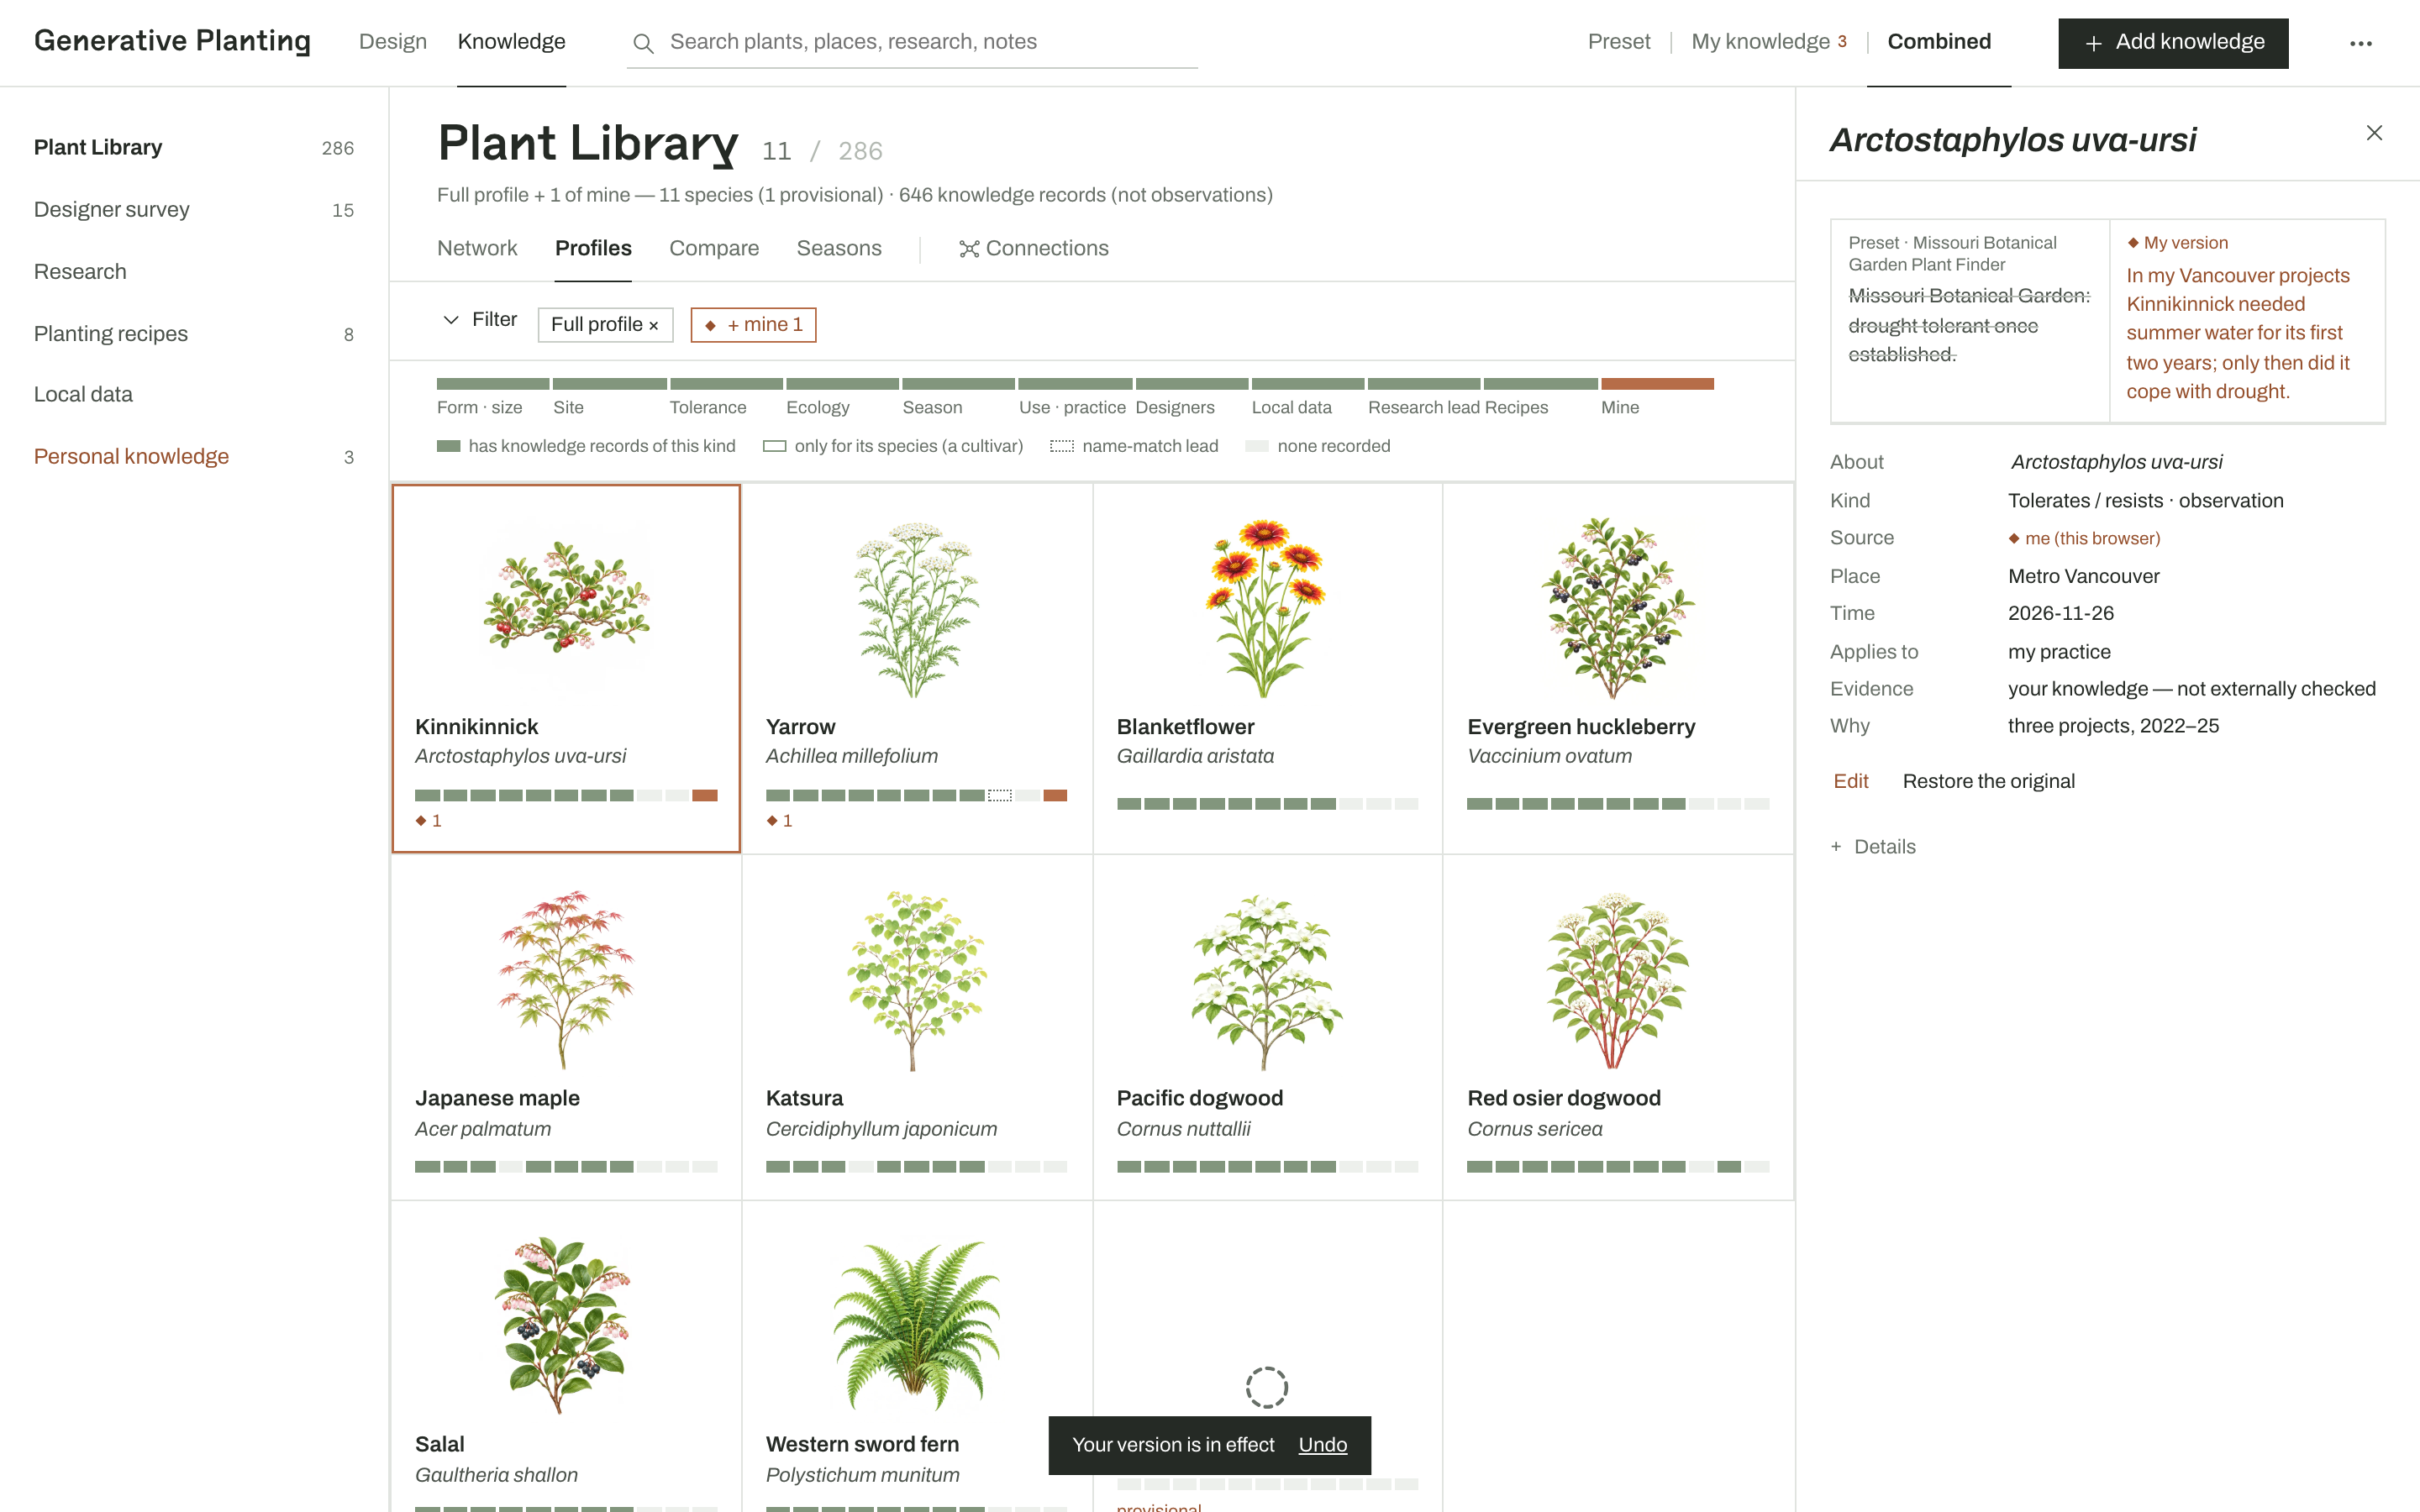 Generative Planting
Design
Knowledge
Search plants, places, research, notes
Preset
My knowledge 3
Combined
+ Add knowledge
Plant Library 286
Designer survey 15
Research
Planting recipes 8
Local data
Personal knowledge 3
Plant Library 11 / 286
Full profile + 1 of mine — 11 species (1 provisional) · 646 knowledge records (not observations)
Network
Profiles
Compare
Seasons
Connections
Filter
Full profile ×
◆ + mine 1
Form · size
Site
Tolerance
Ecology
Season
Use · practice
Designers
Local data
Research lead
Recipes
Mine
has knowledge records of this kind
only for its species (a cultivar)
name-match lead
none recorded
Kinnikinnick
Arctostaphylos uva-ursi
◆ 1
Yarrow
Achillea millefolium
◆ 1
Blanketflower
Gaillardia aristata
Evergreen huckleberry
Vaccinium ovatum
Japanese maple
Acer palmatum
Katsura
Cercidiphyllum japonicum
Pacific dogwood
Cornus nuttallii
Red osier dogwood
Cornus sericea
Salal
Gaultheria shallon
Western sword fern
Polystichum munitum
provisional
Your version is in effect Undo
Arctostaphylos uva-ursi
Preset · Missouri Botanical
Garden Plant Finder
Missouri Botanical Garden:
drought tolerant once
established.
◆ My version
In my Vancouver projects
Kinnikinnick needed
summer water for its first
two years; only then did it
cope with drought.
About Arctostaphylos uva-ursi
Kind Tolerates / resists · observation
Source ◆ me (this browser)
Place Metro Vancouver
Time 2026-11-26
Applies to my practice
Evidence your knowledge — not externally checked
Why three projects, 2022–25
Edit
Restore the original
+ Details